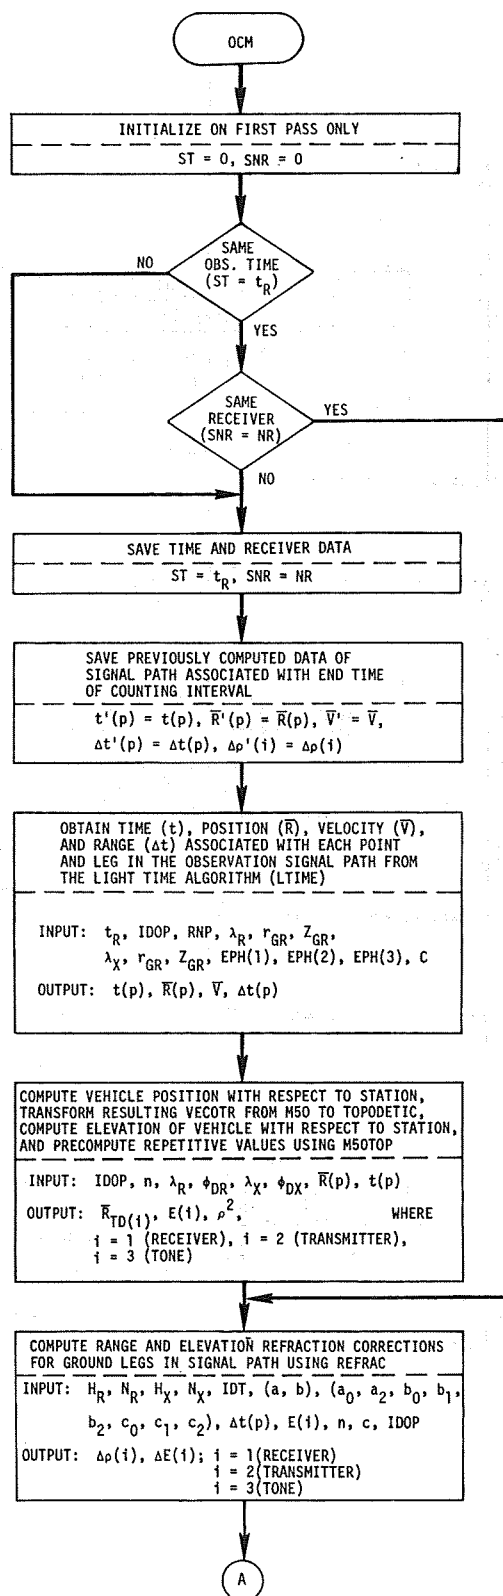 OCM
INITIALIZE ON FIRST PASS ONLY
ST = 0, SNR = 0
SAME
OBS. TIME
(ST = t_R)
NO
YES
SAME
RECEIVER
(SNR = NR)
YES
NO
SAVE TIME AND RECEIVER DATA
ST = t_R, SNR = NR
SAVE PREVIOUSLY COMPUTED DATA OF
SIGNAL PATH ASSOCIATED WITH END TIME
OF COUNTING INTERVAL
t'(p) = t(p), R̅'(p) = R̅(p), V̅' = V̅,
Δt'(p) = Δt(p), Δρ'(i) = Δρ(i)
OBTAIN TIME (t), POSITION (R̅), VELOCITY (V̅),
AND RANGE (Δt) ASSOCIATED WITH EACH POINT
AND LEG IN THE OBSERVATION SIGNAL PATH FROM
THE LIGHT TIME ALGORITHM (LTIME)
INPUT: t_R, IDOP, RNP, λ_R, r_GR, Z_GR,
λ_X, r_GR, Z_GR, EPH(1), EPH(2), EPH(3), C
OUTPUT: t(p), R̅(p), V̅, Δt(p)
COMPUTE VEHICLE POSITION WITH RESPECT TO STATION,
TRANSFORM RESULTING VECOTR FROM M50 TO TOPODETIC,
COMPUTE ELEVATION OF VEHICLE WITH RESPECT TO STATION,
AND PRECOMPUTE REPETITIVE VALUES USING M50TOP
INPUT: IDOP, n, λ_R, φ_DR, λ_X, φ_DX, R̅(p), t(p)
OUTPUT: R̅_TD(i), E(i), ρ², WHERE
i = 1 (RECEIVER), i = 2 (TRANSMITTER),
i = 3 (TONE)
COMPUTE RANGE AND ELEVATION REFRACTION CORRECTIONS
FOR GROUND LEGS IN SIGNAL PATH USING REFRAC
INPUT: H_R, N_R, H_X, N_X, IDT, (a, b), (a_0, a_2, b_0, b_1,
b_2, c_0, c_1, c_2), Δt(p), E(i), n, c, IDOP
OUTPUT: Δρ(i), ΔE(i); i = 1(RECEIVER)
i = 2(TRANSMITTER)
i = 3(TONE)
A